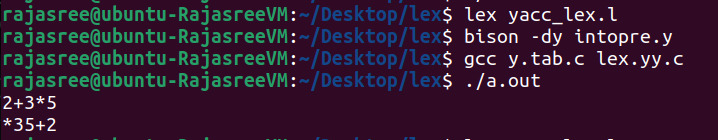 rajasree@ubuntu-RajasreeVM:~/Desktop/lex$ lex yacc_lex.l
rajasree@ubuntu-RajasreeVM:~/Desktop/lex$ bison -dy intopre.y
rajasree@ubuntu-RajasreeVM:~/Desktop/lex$ gcc y.tab.c lex.yy.c
rajasree@ubuntu-RajasreeVM:~/Desktop/lex$ ./a.out
2+3*5
*35+2